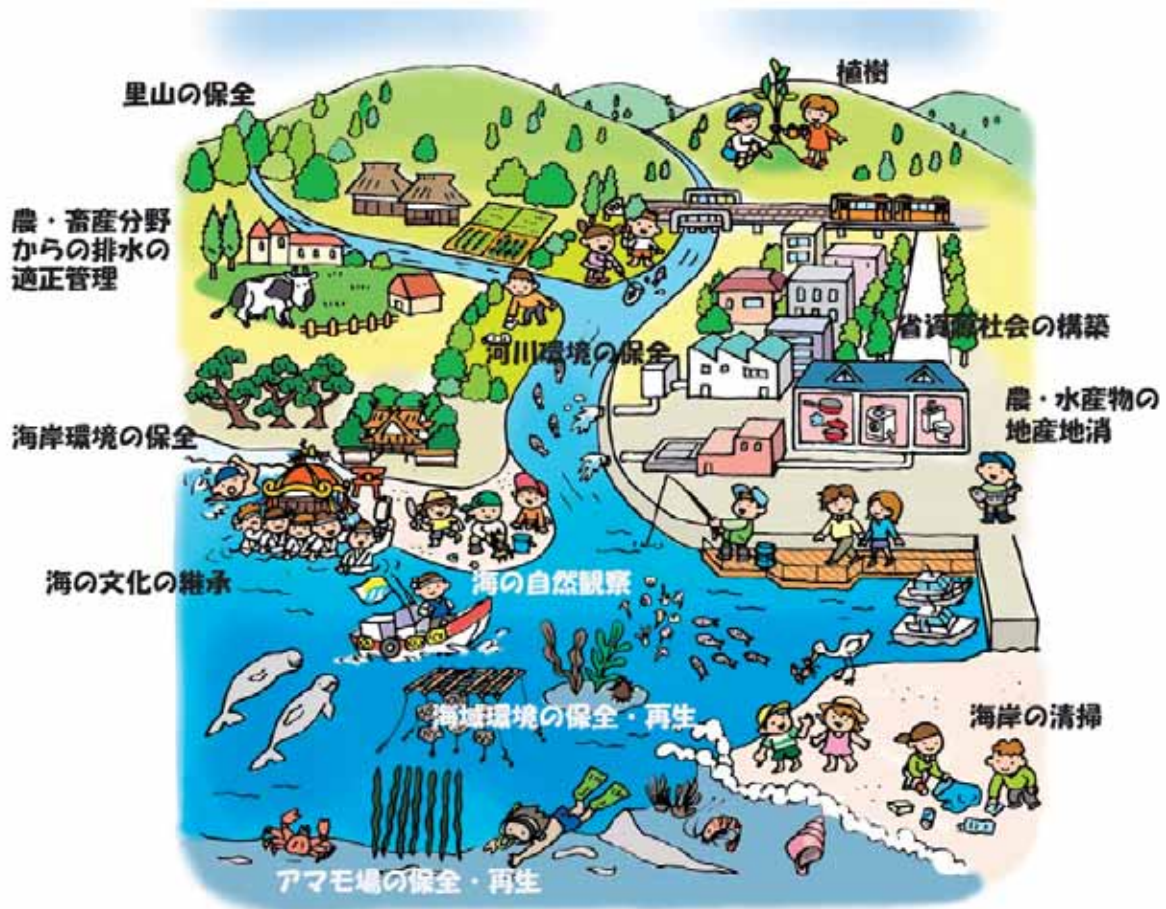 里山の保全
植樹
農・畜産分野
からの排水の
適正管理
省資源社会の構築
河川環境の保全
農・水産物の
地産地消
海岸環境の保全
海の文化の継承
海の自然観察
海域環境の保全・再生
海岸の清掃
アマモ場の保全・再生